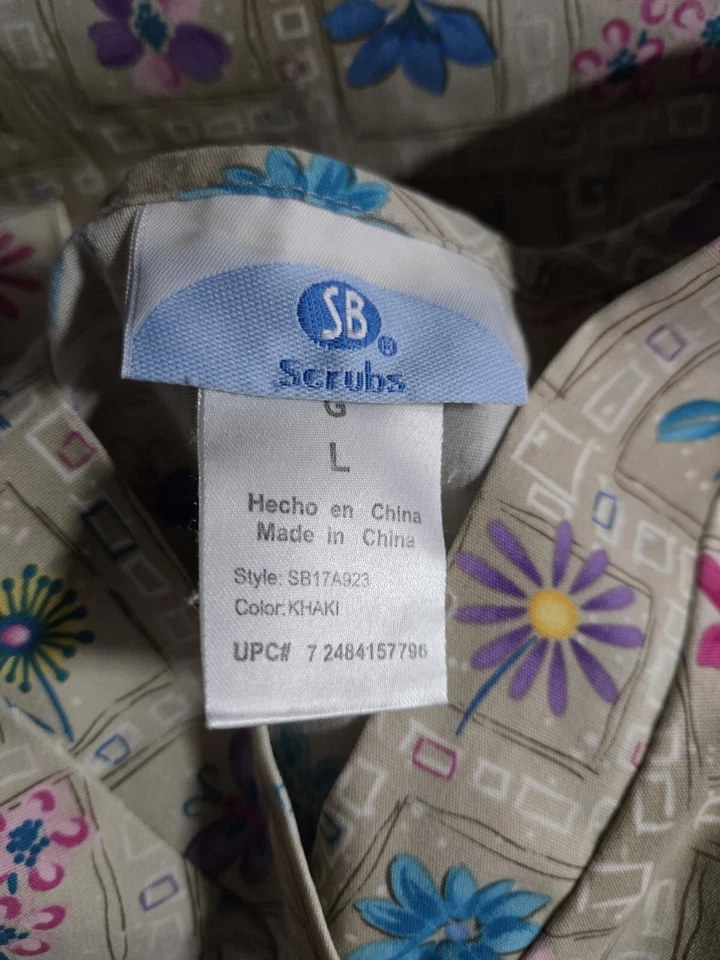 SB®
Scrubs
G
L
Hecho en China
Made in China
Style: SB17A923
Color: KHAKI
UPC# 7 2484157796